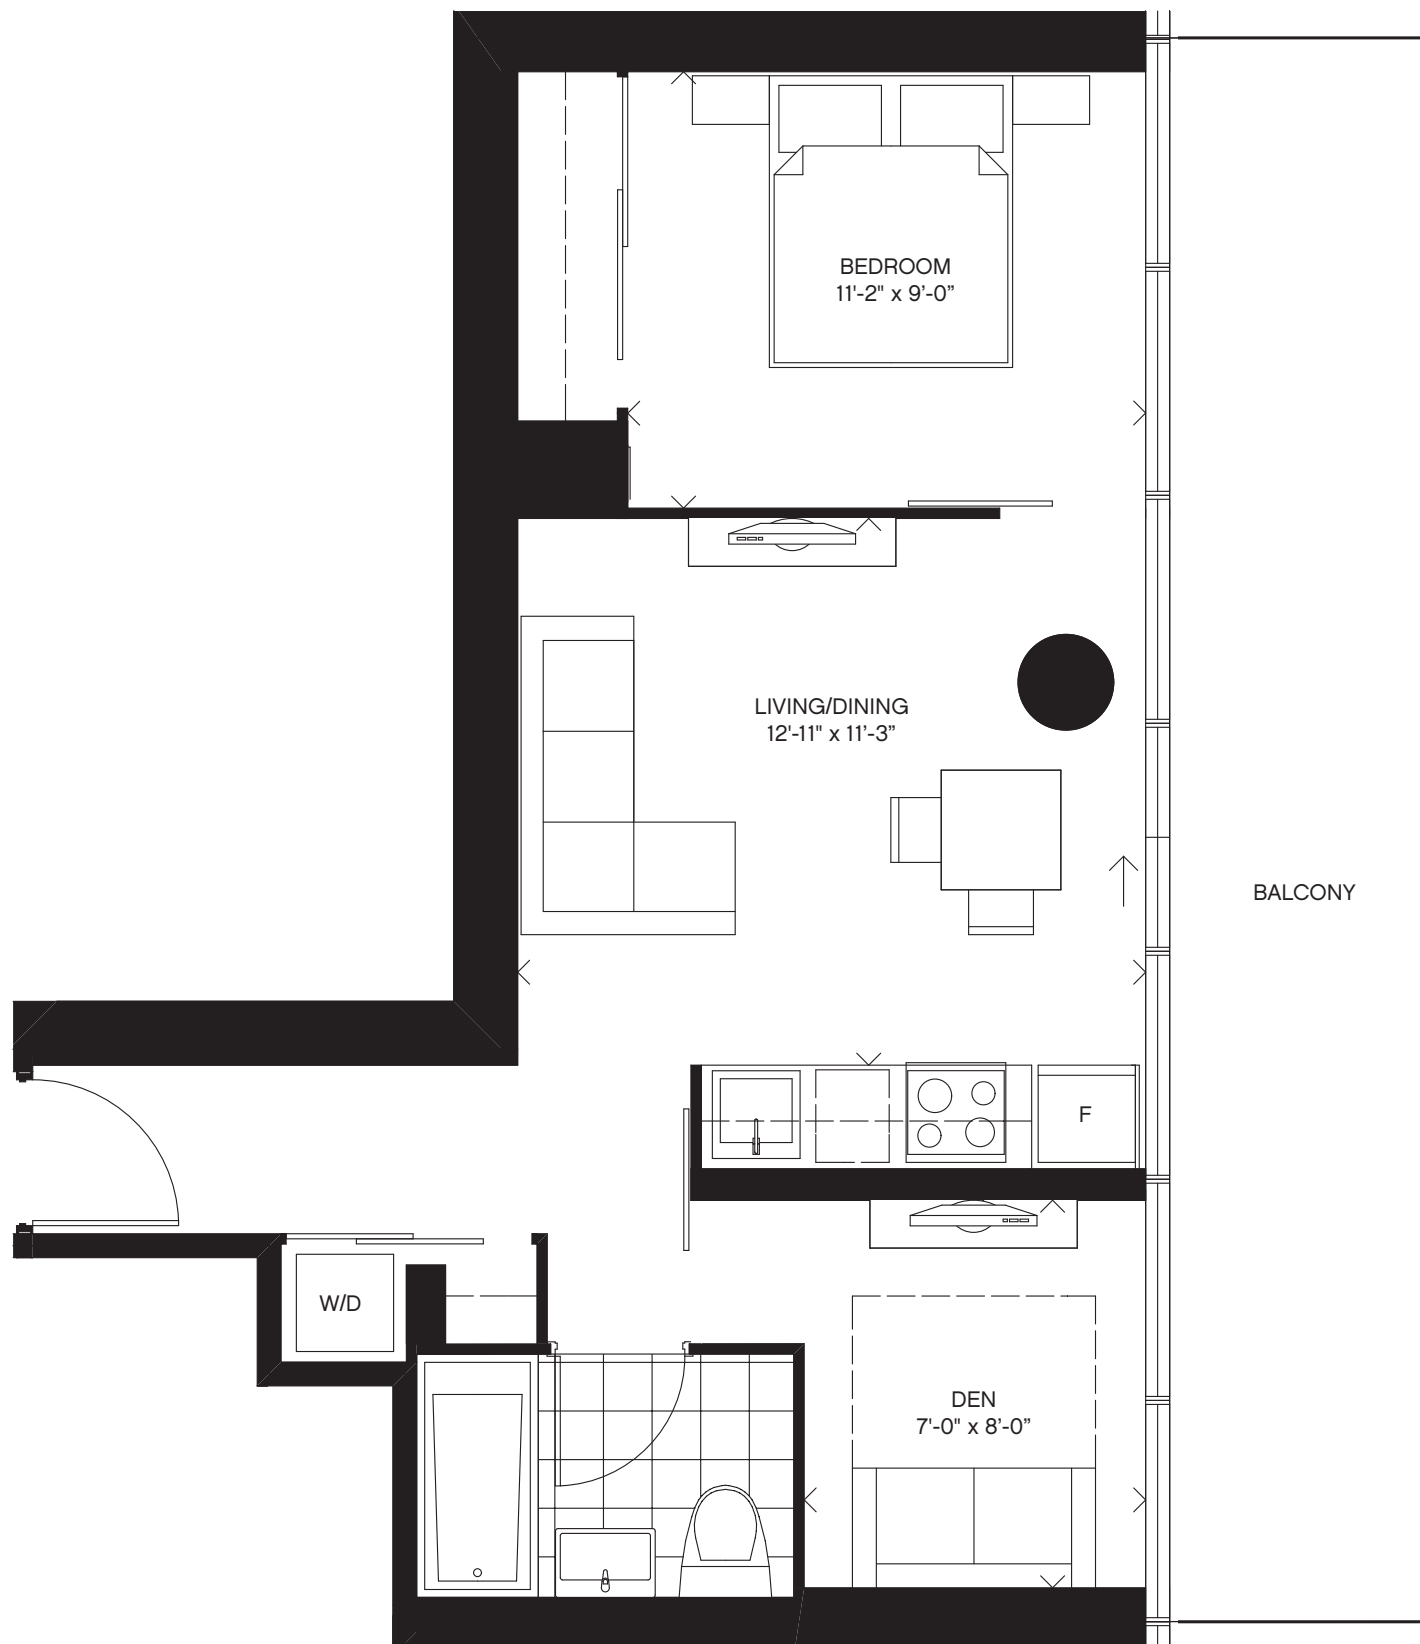 BEDROOM
11'-2" x 9'-0”
LIVING/DINING
12'-11" x 11'-3”
BALCONY
F
W/D
DEN
7'-0" x 8'-0”